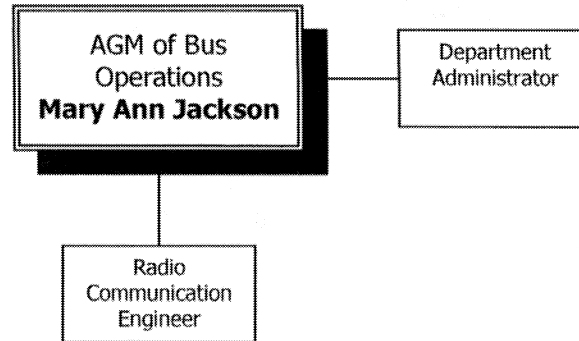 AGM of Bus
Operations
Mary Ann Jackson
Department
Administrator
Radio
Communication
Engineer